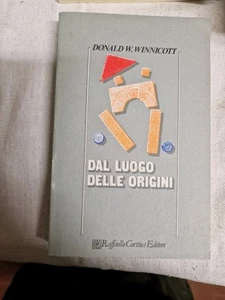 DONALD W. WINNICOTT
DAL LUOGO
DELLE ORIGINI
Raffaello Cortina Editore